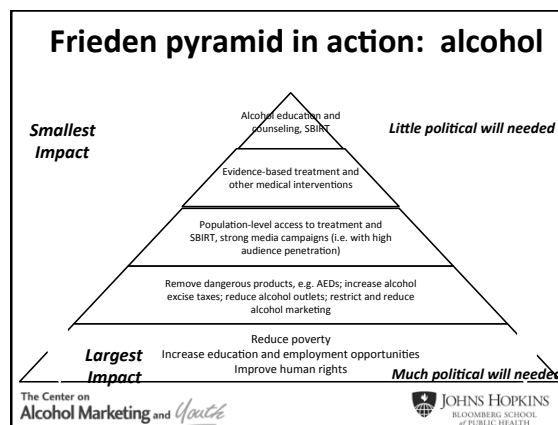 Frieden pyramid in action: alcohol
Smallest
Impact
Little political will needed
Alcohol education and
counseling, SBIRT
Evidence-based treatment and
other medical interventions
Population-level access to treatment and
SBIRT, strong media campaigns (i.e. with high
audience penetration)
Remove dangerous products, e.g. AEDs; increase alcohol
excise taxes; reduce alcohol outlets; restrict and reduce
alcohol marketing
Reduce poverty
Increase education and employment opportunities
Improve human rights
Largest
Impact
Much political will needed
The Center on
Alcohol Marketing and Youth
JOHNS HOPKINS
BLOOMBERG SCHOOL
of PUBLIC HEALTH